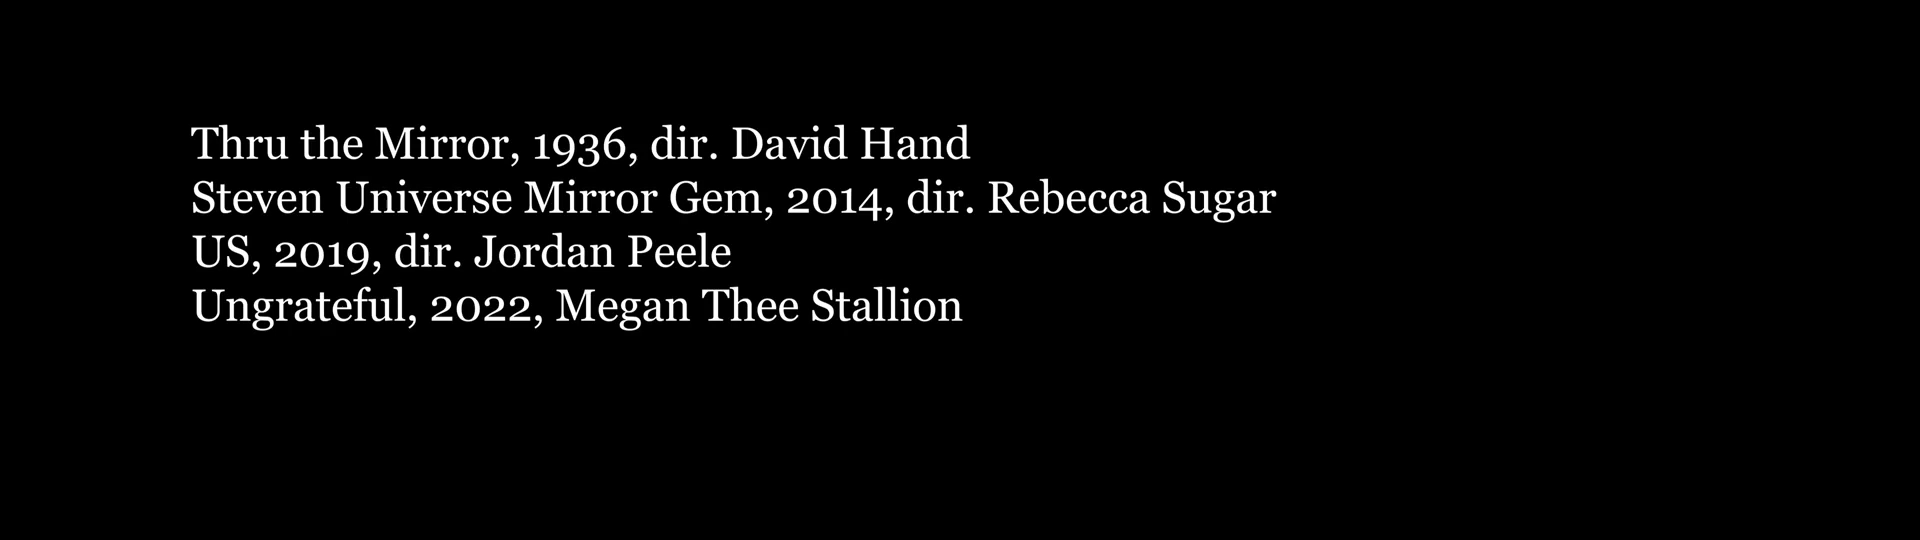 Thru the Mirror, 1936, dir. David Hand
Steven Universe Mirror Gem, 2014, dir. Rebecca Sugar
US, 2019, dir. Jordan Peele
Ungrateful, 2022, Megan Thee Stallion